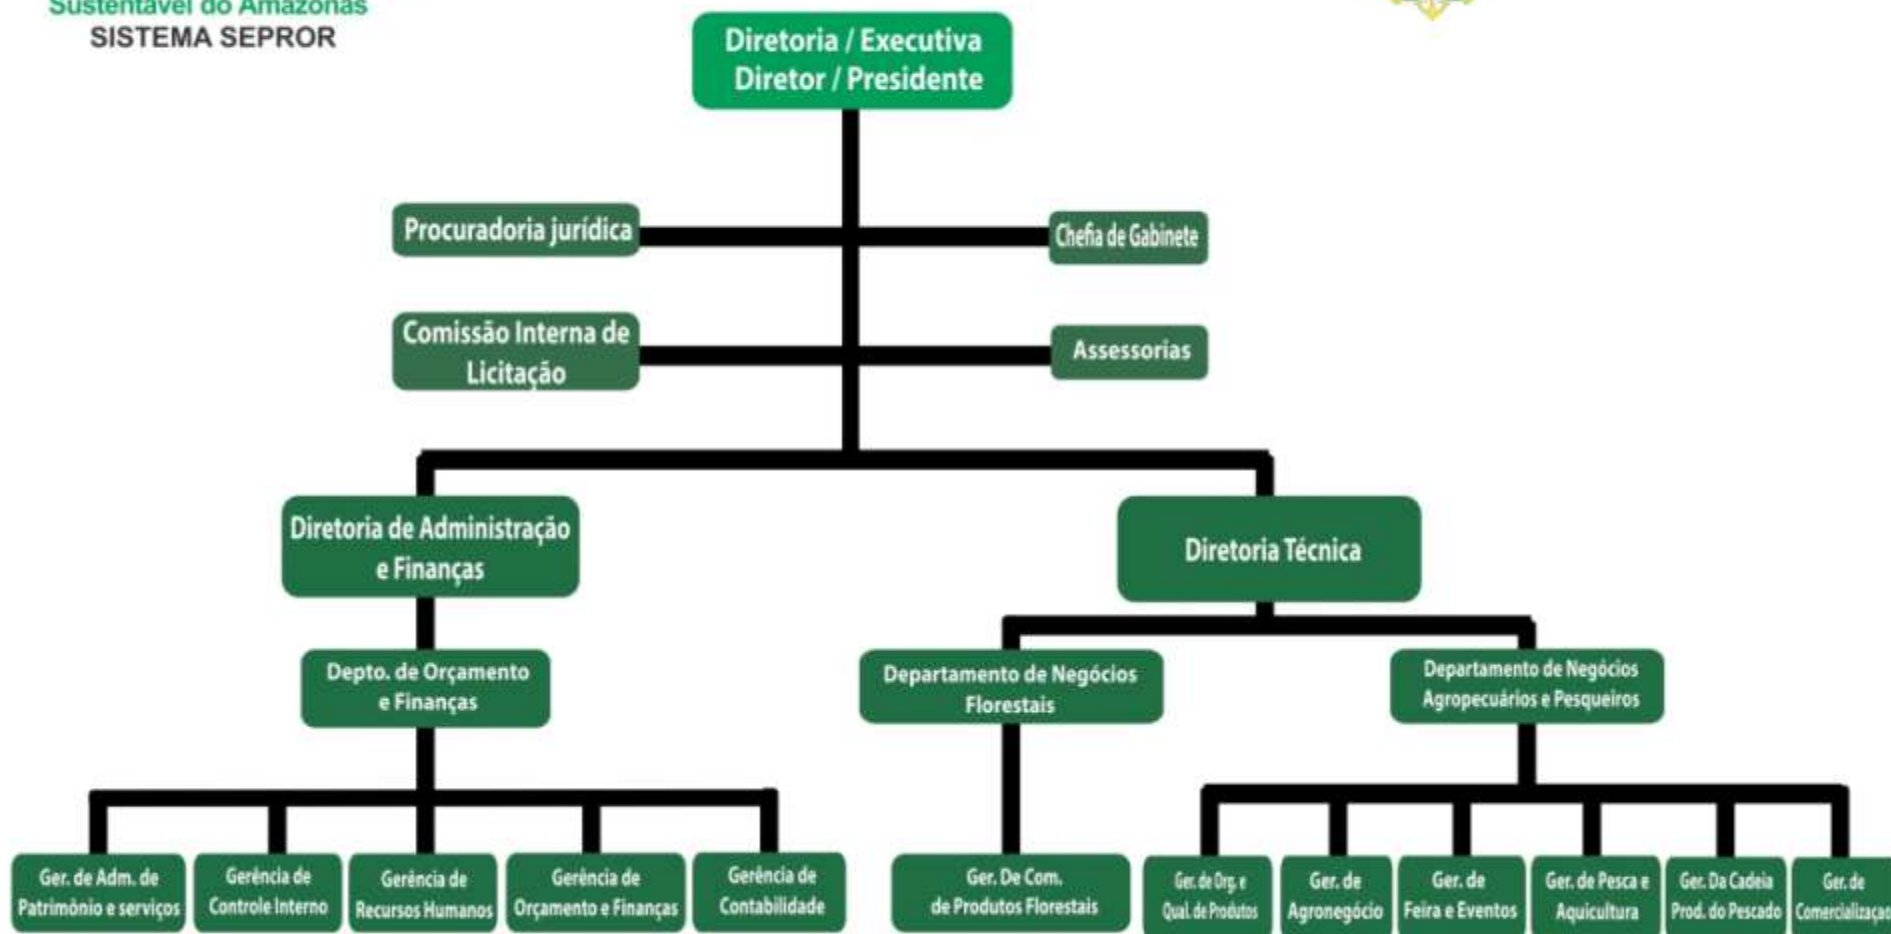 Sustentável do Amazonas
SISTEMA SEPROR
Diretoria / Executiva
Diretor / Presidente
Procuradoria jurídica
Chefia de Gabinete
Comissão Interna de
Licitação
Assessorias
Diretoria de Administração
e Finanças
Diretoria Técnica
Depto. de Orçamento
e Finanças
Departamento de Negócios
Florestais
Departamento de Negócios
Agropecuários e Pesqueiros
Ger. de Adm. de
Patrimônio e serviços
Gerência de
Controle Interno
Gerência de
Recursos Humanos
Gerência de
Orçamento e Finanças
Gerência de
Contabilidade
Ger. De Com.
de Produtos Florestais
Ger. de Org. e
Qual. de Produtos
Ger. de
Agronegócio
Ger. de
Feira e Eventos
Ger. de Pesca e
Aquicultura
Ger. Da Cadeia
Prod. do Pescado
Ger. de
Comercializaçao